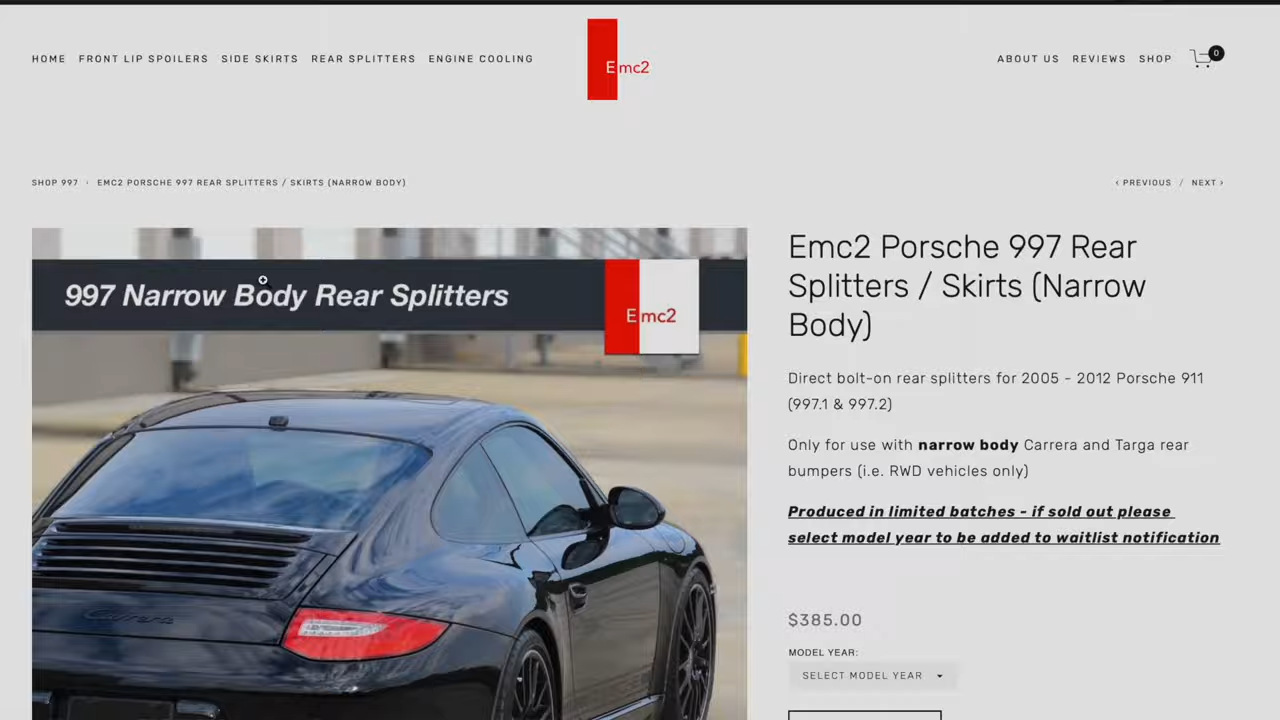 HOME FRONT LIP SPOILERS SIDE SKIRTS REAR SPLITTERS ENGINE COOLING
Emc2
ABOUT US REVIEWS SHOP 0
SHOP 997 › EMC2 PORSCHE 997 REAR SPLITTERS / SKIRTS (NARROW BODY)
‹ PREVIOUS / NEXT ›
997 Narrow Body Rear Splitters
Emc2
Carrera
Emc2 Porsche 997 Rear
Splitters / Skirts (Narrow
Body)
Direct bolt-on rear splitters for 2005 - 2012 Porsche 911
(997.1 & 997.2)
Only for use with narrow body Carrera and Targa rear
bumpers (i.e. RWD vehicles only)
Produced in limited batches - if sold out please
select model year to be added to waitlist notification
$385.00
MODEL YEAR:
SELECT MODEL YEAR